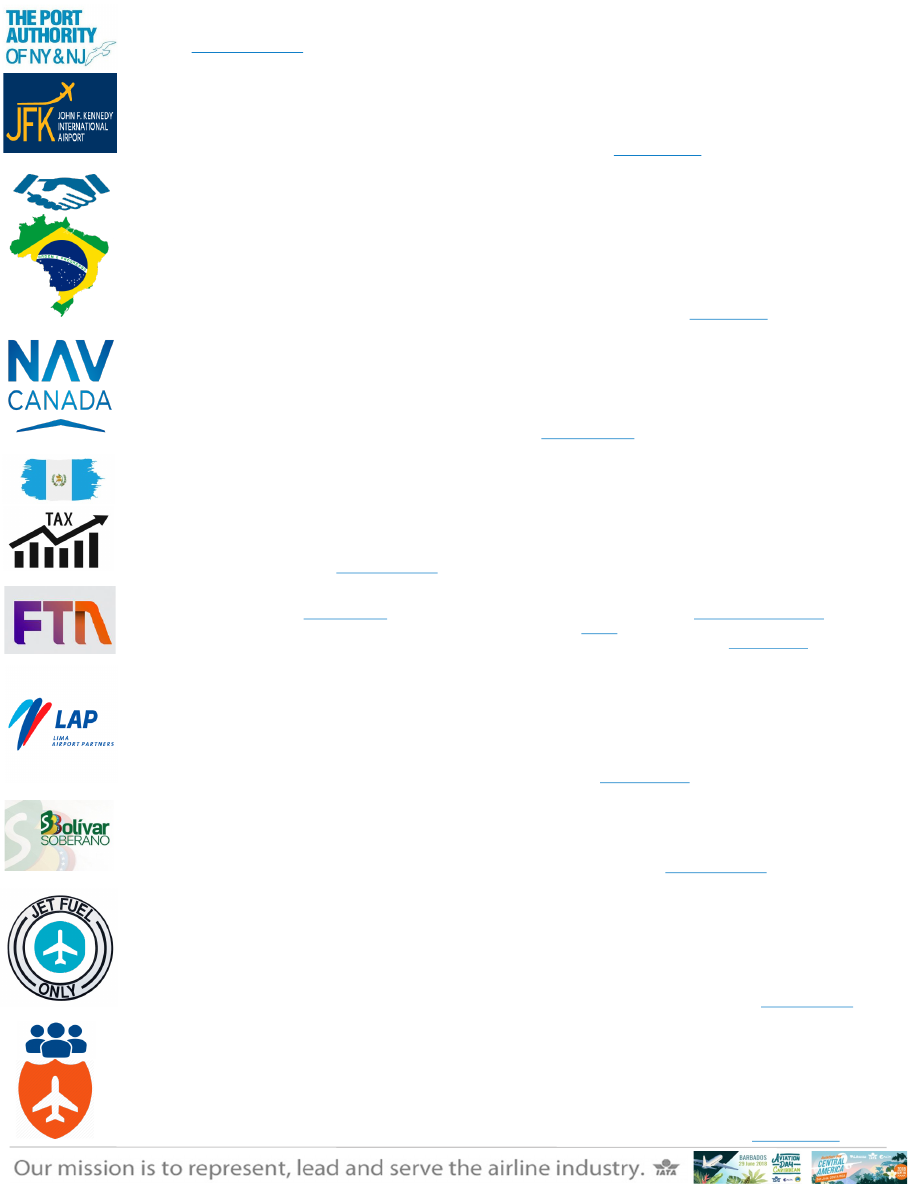 THE PORT
AUTHORITY
OF NY & NJ
JFK
JOHN F. KENNEDY
INTERNATIONAL
AIRPORT
NAV
CANADA
TAX
FTA
LAP
LIMA
AIRPORT PARTNERS
Bolívar
SOBERANO
JET FUEL
ONLY
Our mission is to represent, lead and serve the airline industry.
IATA
BARBADOS
AVIATION
DAY
CARIBBEAN
CENTRAL
AMERICA